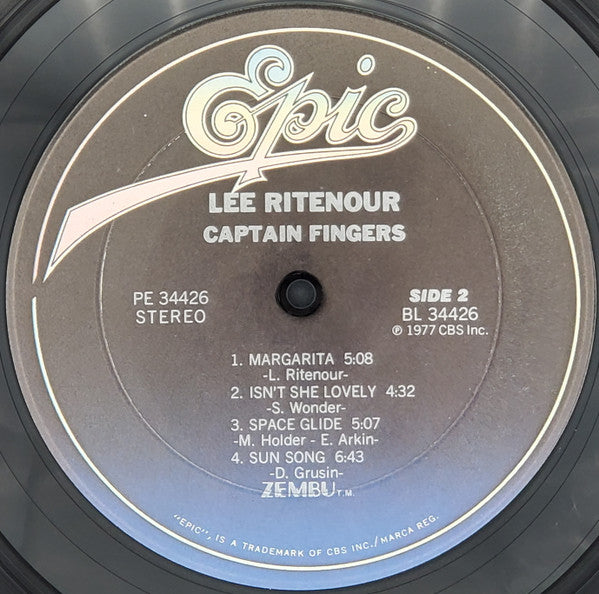 Epic
LEE RITENOUR
CAPTAIN FINGERS
PE 34426
STEREO
SIDE 2
BL 34426
℗ 1977 CBS Inc.
1. MARGARITA 5:08
-L. Ritenour-
2. ISN'T SHE LOVELY 4:32
-S. Wonder-
3. SPACE GLIDE 5:07
-M. Holder - E. Arkin-
4. SUN SONG 6:43
-D. Grusin-
ZEMBU T.M.
"EPIC", IS A TRADEMARK OF CBS INC./MARCA REG.